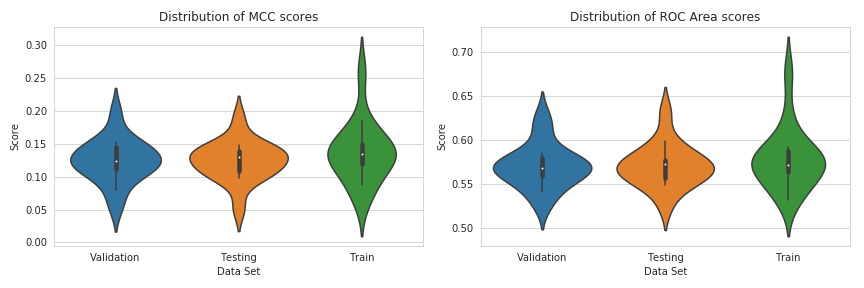 Distribution of MCC scores
Score
0.30
0.25
0.20
0.15
0.10
0.05
0.00
Validation
Testing
Train
Data Set
Distribution of ROC Area scores
Score
0.70
0.65
0.60
0.55
0.50
Validation
Testing
Train
Data Set